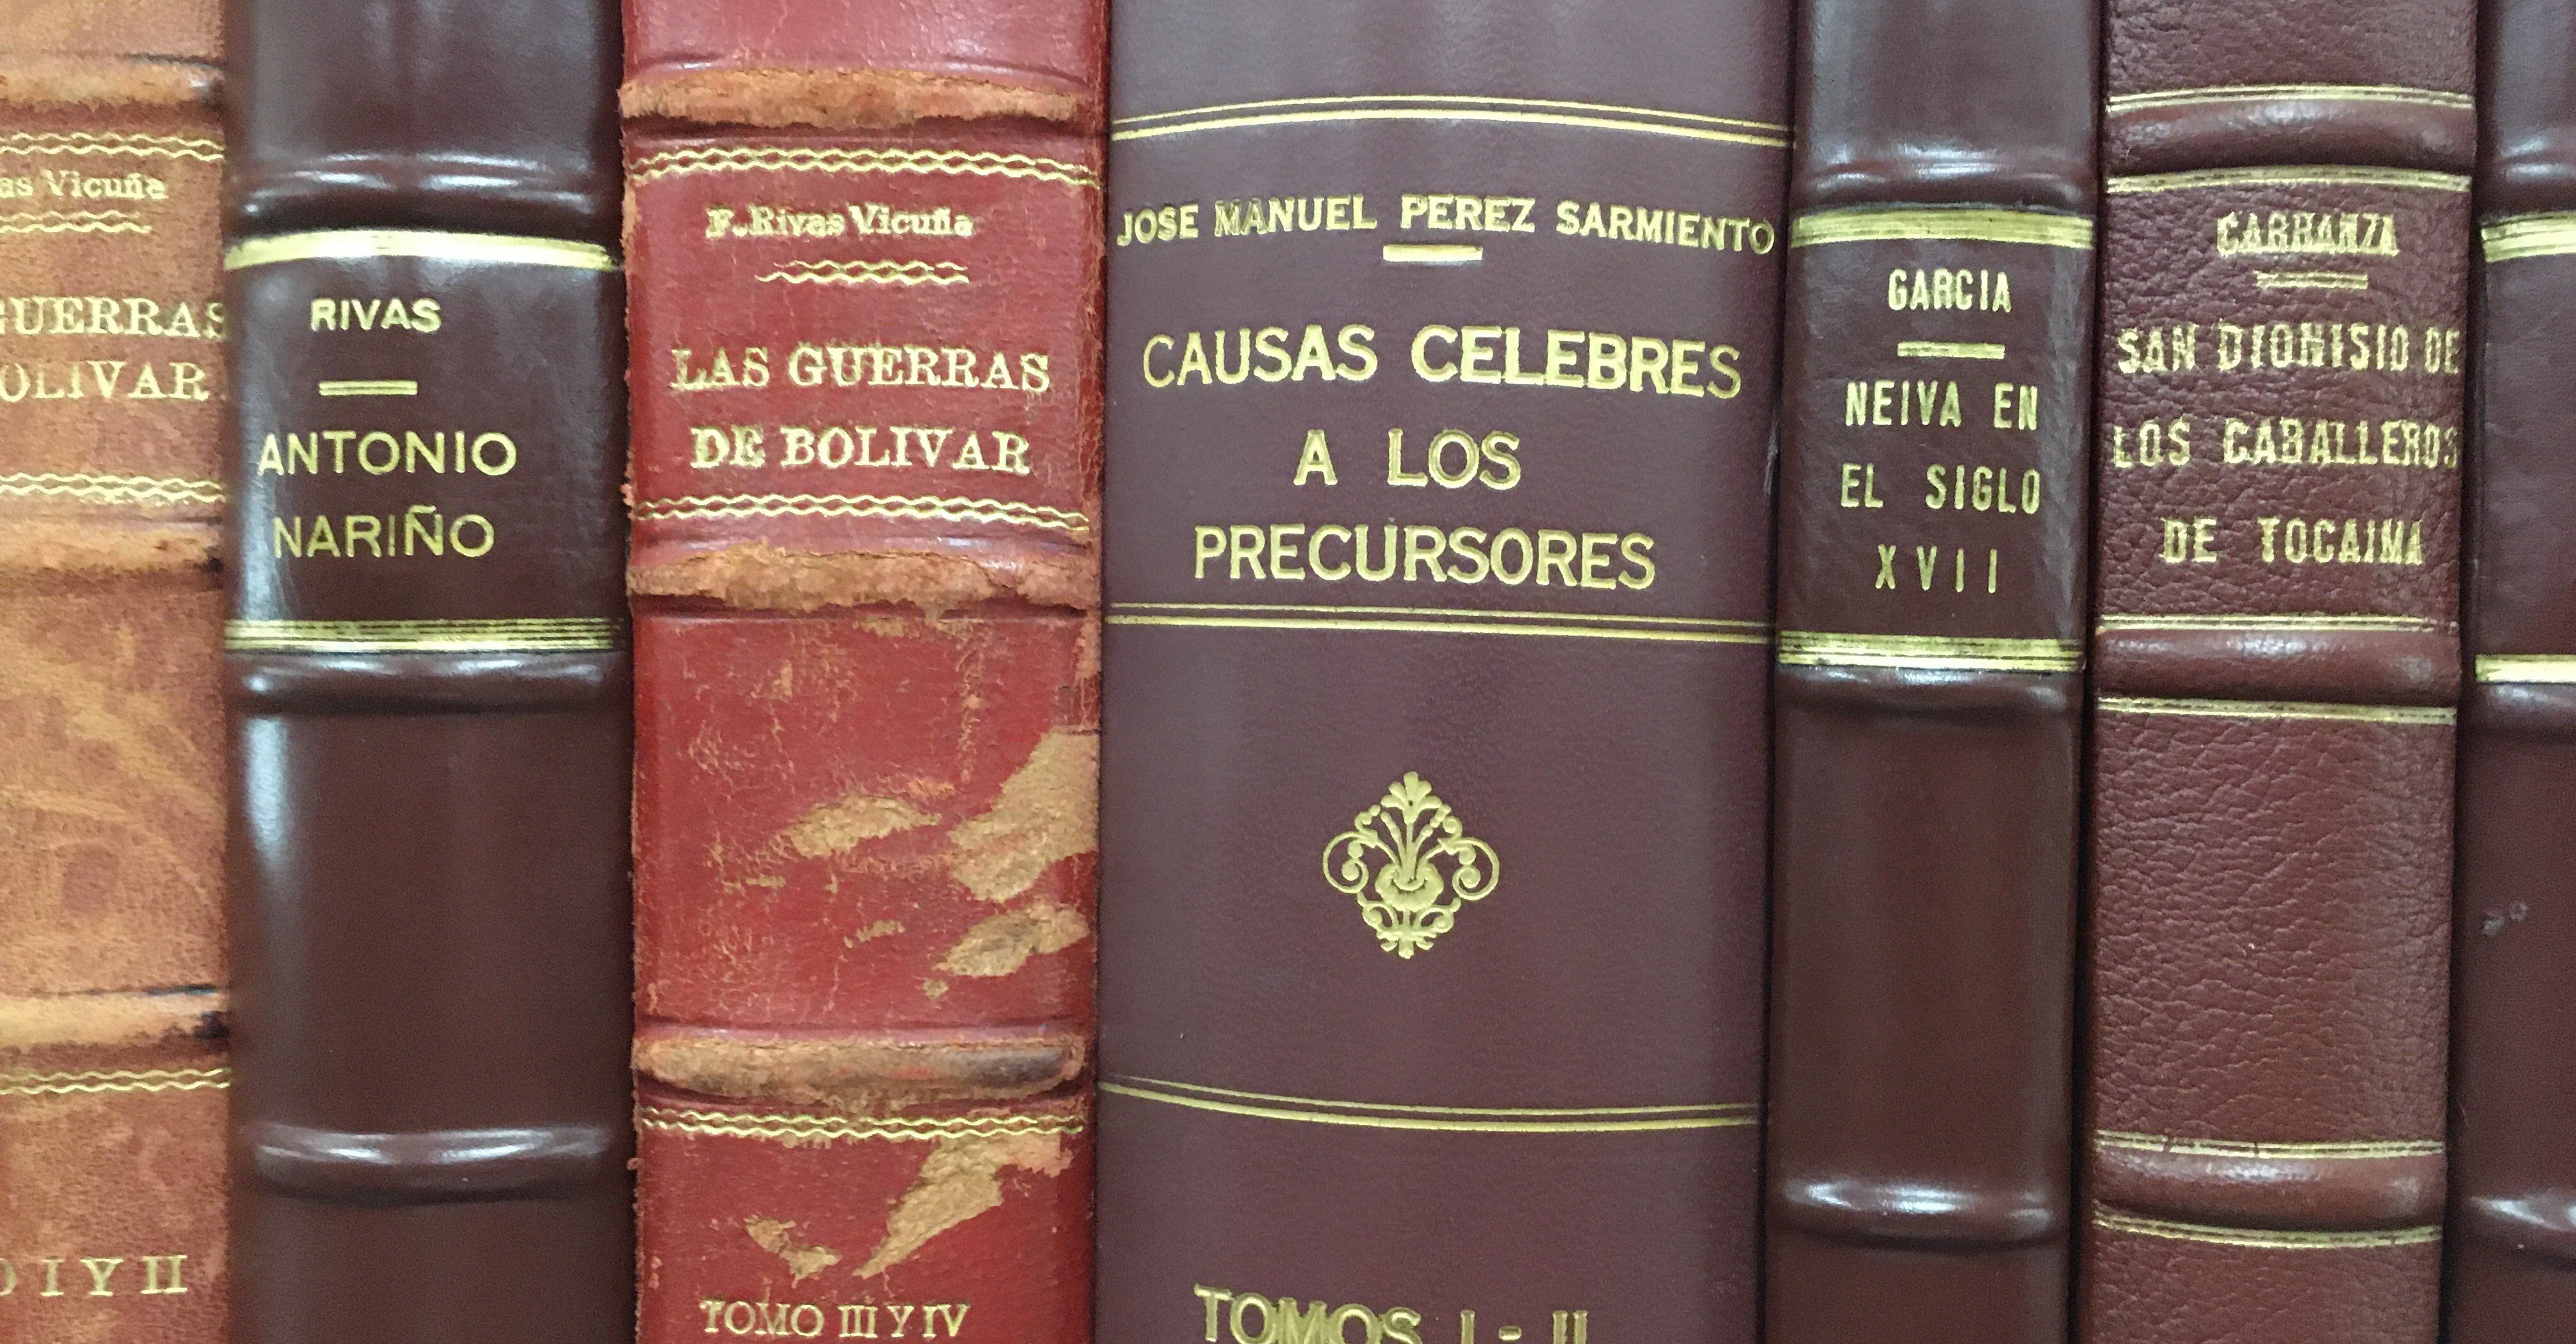 as Vicuña
GUERRAS
OLIVAR
O I Y II
RIVAS
ANTONIO
NARIÑO
F. Rivas Vicuña
LAS GUERRAS
DE BOLIVAR
TOMO III Y IV
JOSE MANUEL PEREZ SARMIENTO
CAUSAS CELEBRES
A LOS
PRECURSORES
TOMOS I - II
GARCIA
NEIVA EN
EL SIGLO
XVII
CARRANZA
SAN DIONISIO DE
LOS CABALLEROS
DE TOCAIMA